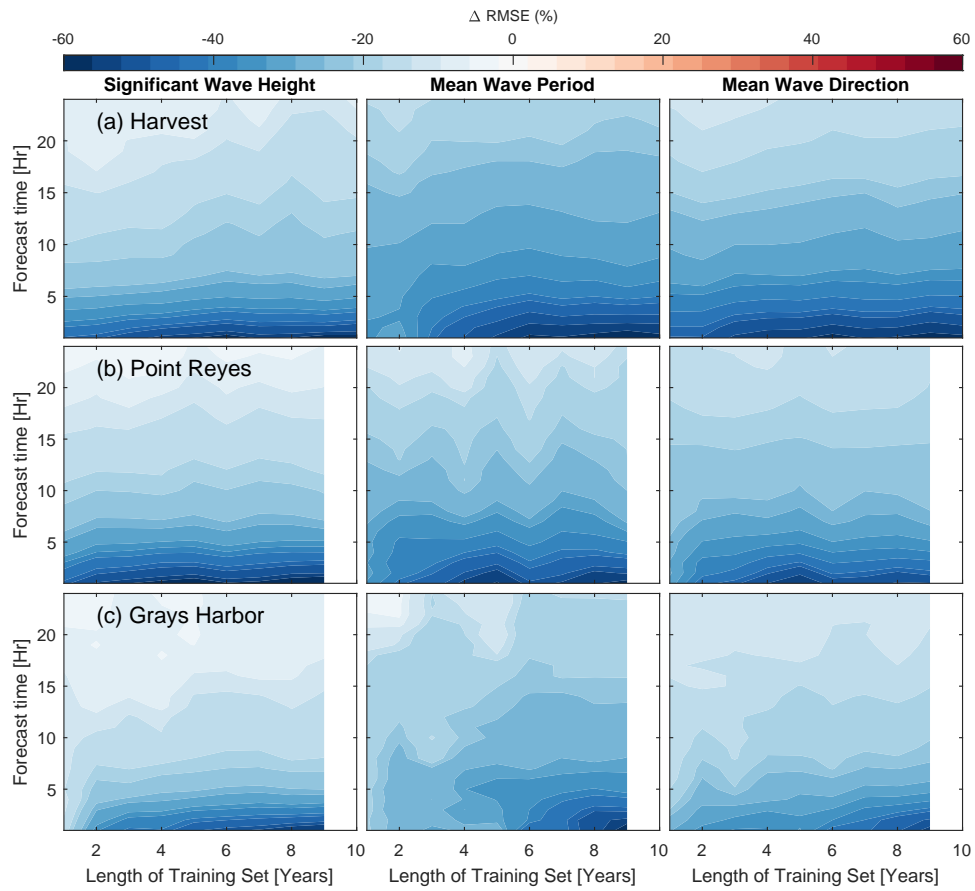 Δ RMSE (%)
-60 -40 -20 0 20 40 60
Significant Wave Height Mean Wave Period Mean Wave Direction
(a) Harvest
Forecast time [Hr]
20
15
10
5
(b) Point Reyes
Forecast time [Hr]
20
15
10
5
(c) Grays Harbor
Forecast time [Hr]
20
15
10
5
2 4 6 8 10 2 4 6 8 10 2 4 6 8 10
Length of Training Set [Years] Length of Training Set [Years] Length of Training Set [Years]